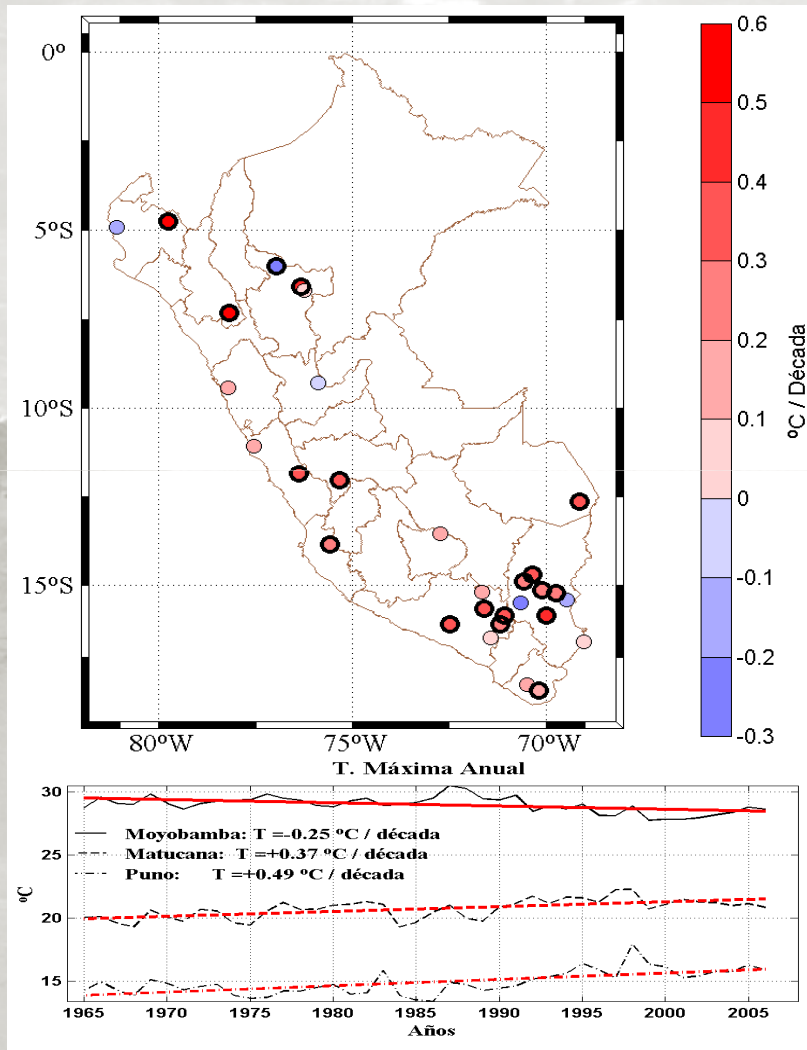 0º
5ºS
10ºS
15ºS
80ºW
75ºW
70ºW
0.6
0.5
0.4
0.3
0.2
0.1
0
-0.1
-0.2
-0.3
ºC / Década
T. Máxima Anual
30
25
20
15
ºC
Moyobamba: T =-0.25 ºC / década
Matucana: T =+0.37 ºC / década
Puno: T =+0.49 ºC / década
1965 1970 1975 1980 1985 1990 1995 2000 2005
Años